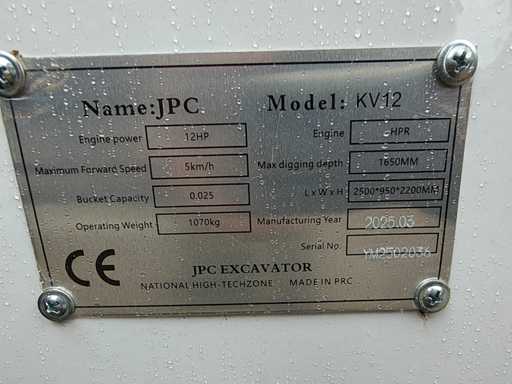 Name:JPC Model: KV12
Engine power 12HP Engine HPR
Maximum Forward Speed 5km/h Max digging depth 1650MM
Bucket Capacity 0.025 L x W x H 2500*950*2200MM
Operating Weight 1070kg Manufacturing Year 2025.03
Serial No. YM2502036
CE JPC EXCAVATOR
NATIONAL HIGH-TECHZONE MADE IN PRC